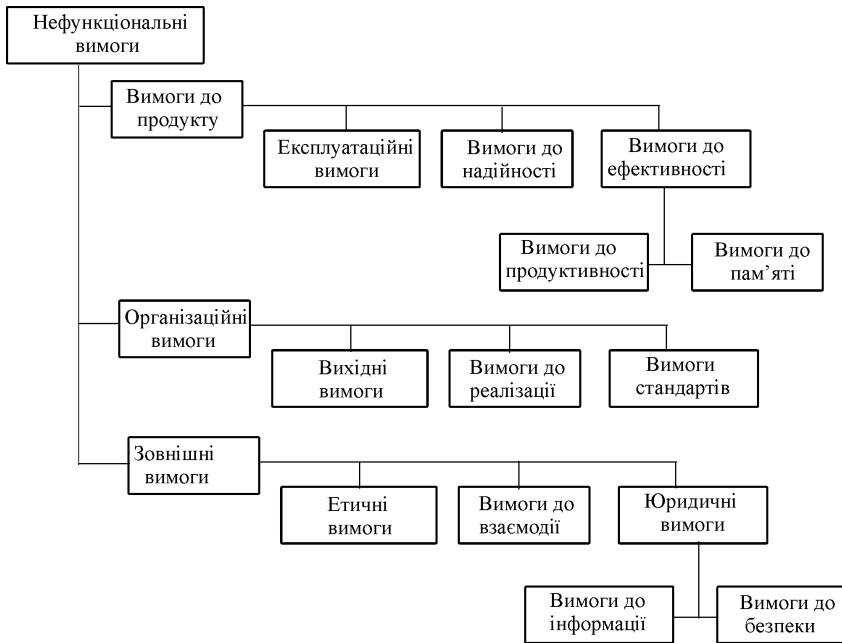 Нефункціональні
вимоги
Вимоги до
продукту
Експлуатаційні
вимоги
Вимоги до
надійності
Вимоги до
ефективності
Вимоги до
продуктивності
Вимоги до
пам’яті
Організаційні
вимоги
Вихідні
вимоги
Вимоги до
реалізації
Вимоги
стандартів
Зовнішні
вимоги
Етичні
вимоги
Вимоги до
взаємодії
Юридичні
вимоги
Вимоги до
інформації
Вимоги до
безпеки